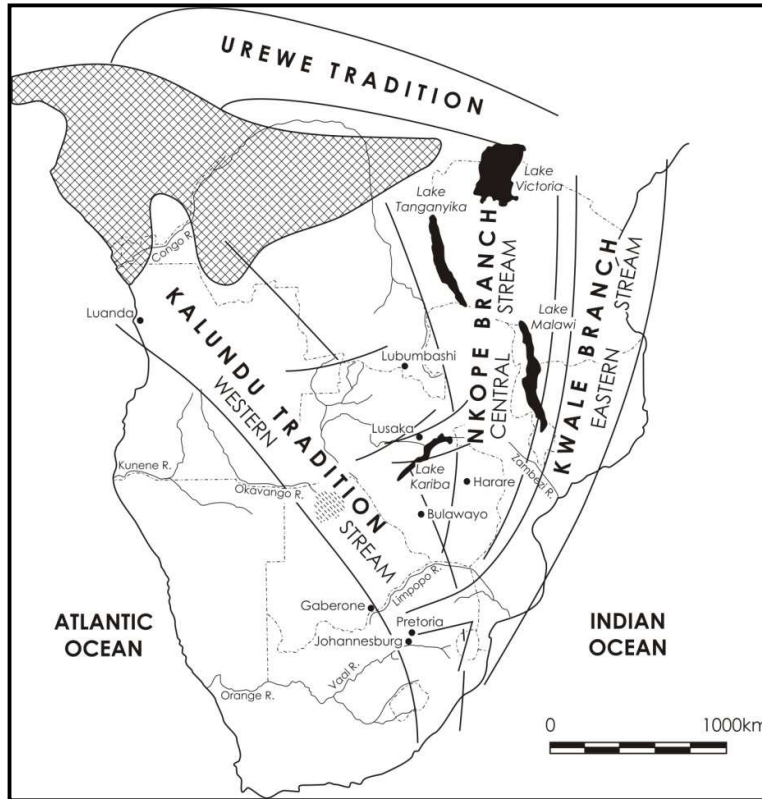 UREWE TRADITION
Lake
Victoria
Lake
Tanganyika
Congo R.
KALUNDU TRADITION
WESTERN
STREAM
NKOPE BRANCH
CENTRAL
STREAM
KWALE BRANCH
EASTERN
STREAM
Luanda
Lake
Malawi
Lubumbashi
Lusaka
Lake
Kariba
Zambezi R.
Kunene R.
Okavango R.
Harare
Bulawayo
Limpopo R.
Gaberone
Pretoria
Johannesburg
ATLANTIC
OCEAN
INDIAN
OCEAN
Vaal R.
Orange R.
0
1000km